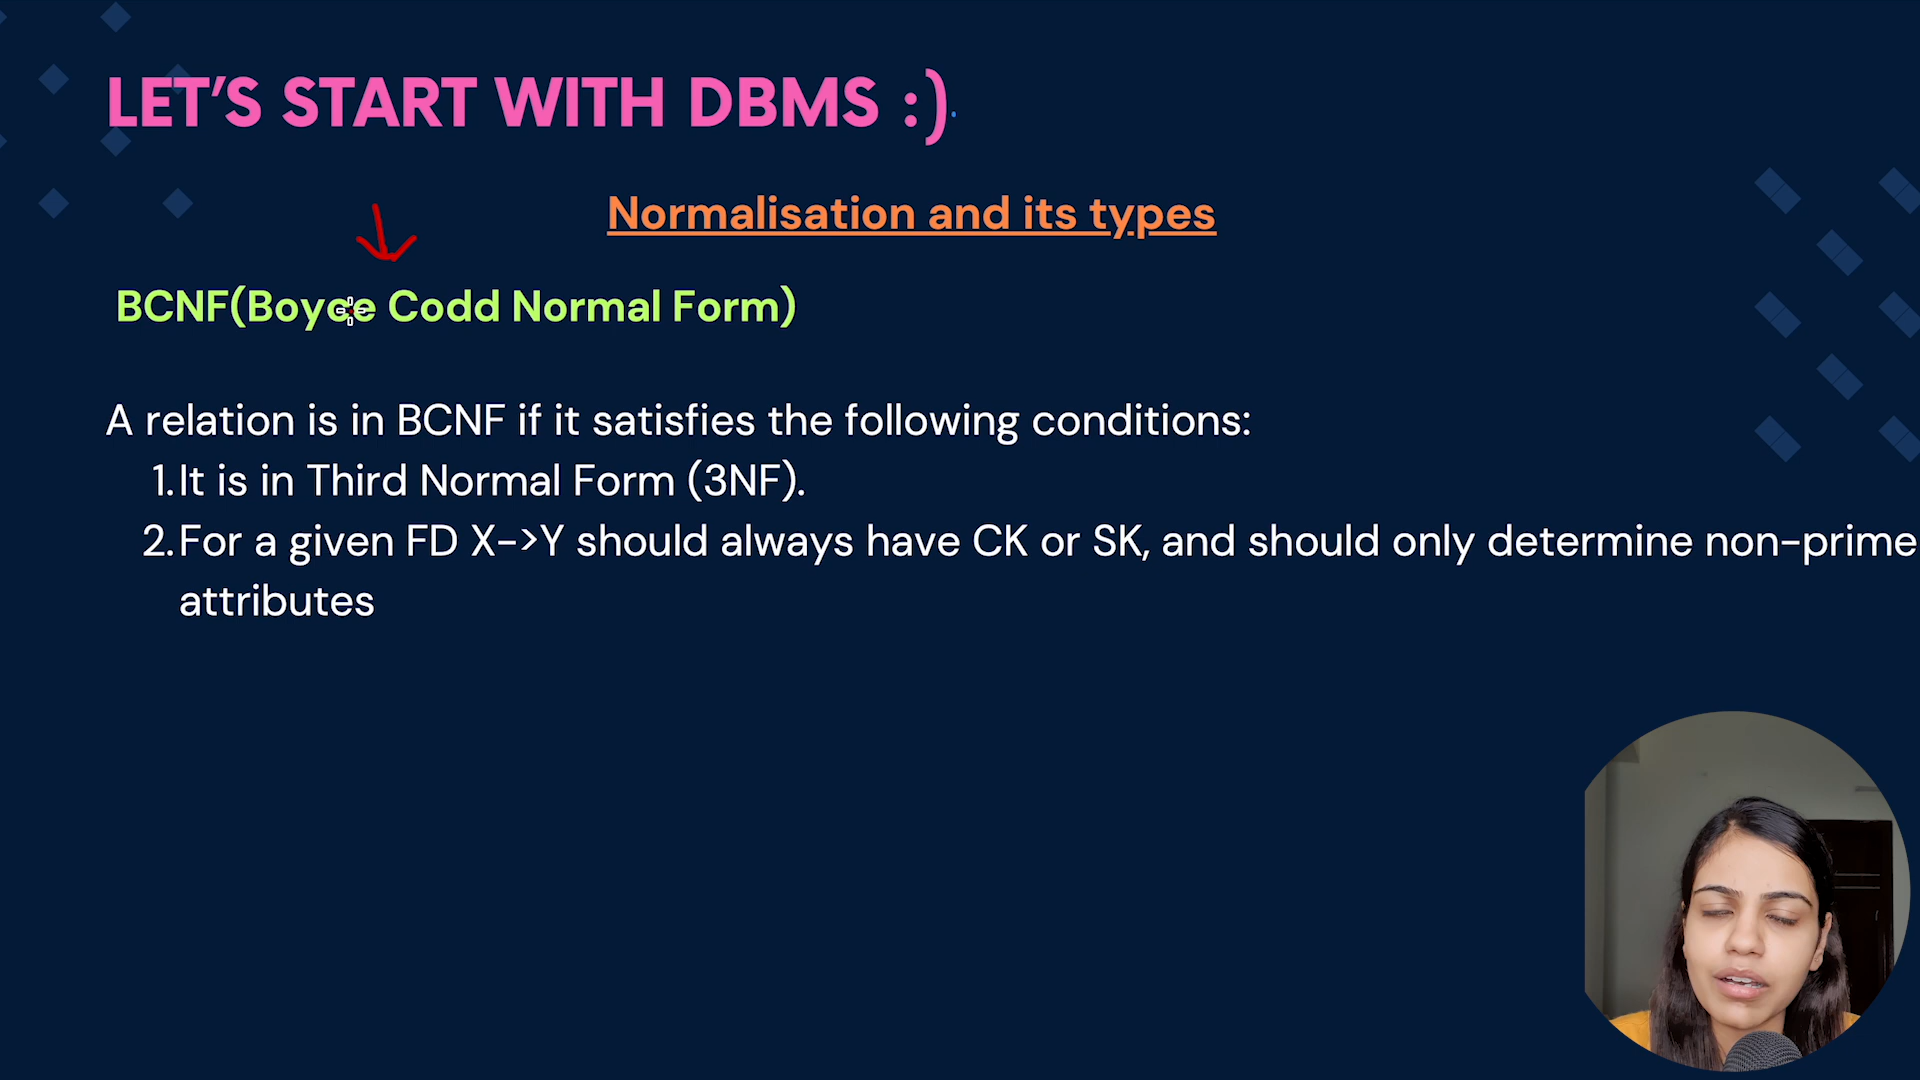 LET’S START WITH DBMS :)
Normalisation and its types
BCNF(Boyce Codd Normal Form)
A relation is in BCNF if it satisfies the following conditions:
1.It is in Third Normal Form (3NF).
2.For a given FD X->Y should always have CK or SK, and should only determine non-prime
attributes